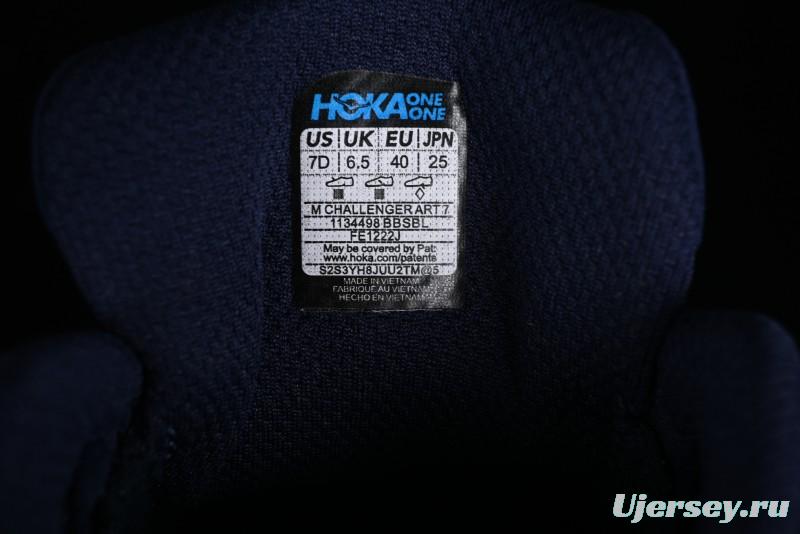 HOKA ONE ONE
US | UK | EU | JPN
7D | 6.5 | 40 | 25
M CHALLENGER ART 7
1134498 BBSBL
FE1222J
May be covered by Pat:
www.hoka.com/patents
S2S3YH8JUU2TM@5
MADE IN VIETNAM
FABRIQUE AU VIETNAM
HECHO EN VIETNAM
Ujersey.ru